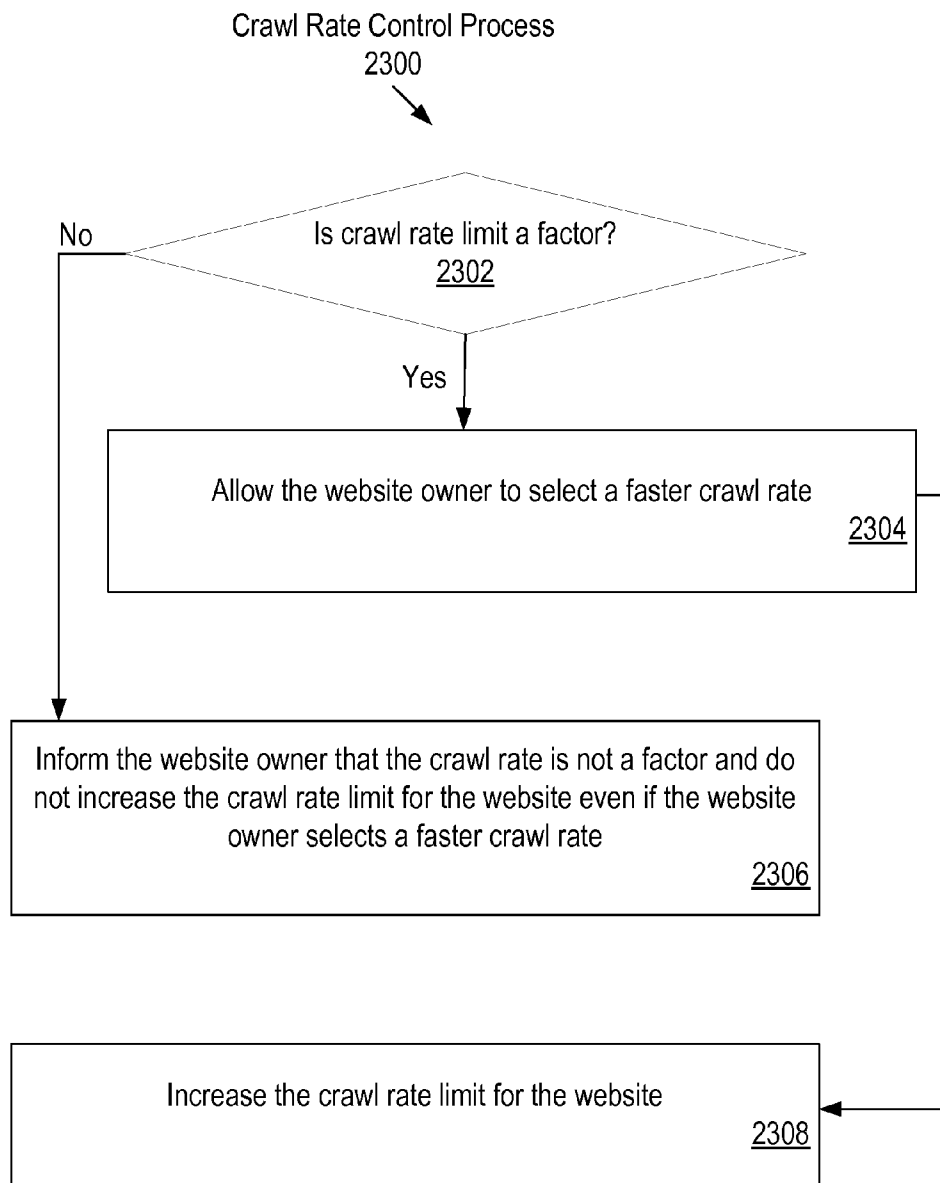 Crawl Rate Control Process
2300
Is crawl rate limit a factor?
2302
No
Yes
Allow the website owner to select a faster crawl rate
2304
Inform the website owner that the crawl rate is not a factor and do
not increase the crawl rate limit for the website even if the website
owner selects a faster crawl rate
2306
Increase the crawl rate limit for the website
2308